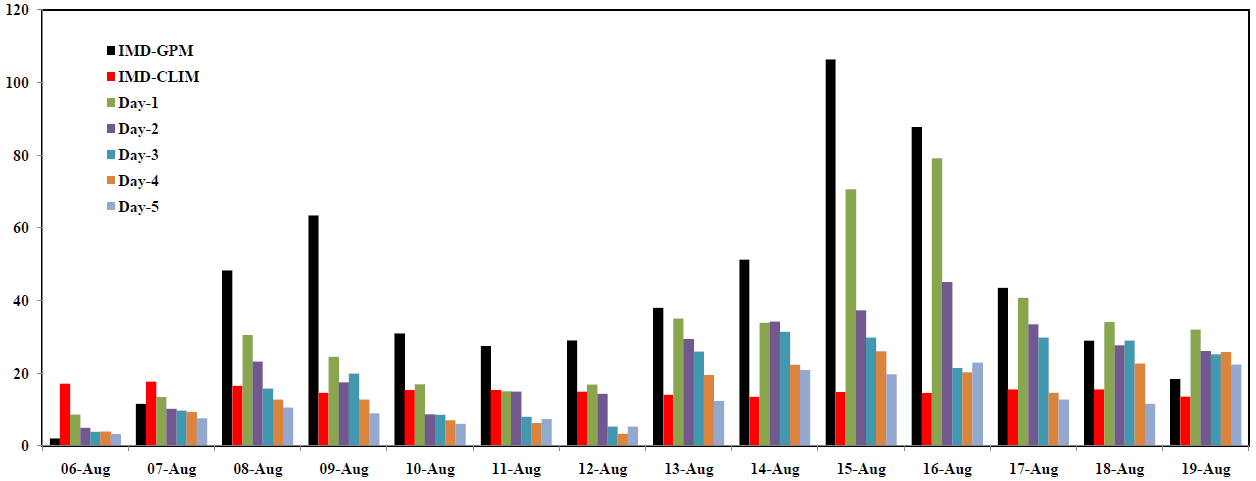 120
100
80
60
40
20
0
IMD-GPM
IMD-CLIM
Day-1
Day-2
Day-3
Day-4
Day-5
06-Aug 07-Aug 08-Aug 09-Aug 10-Aug 11-Aug 12-Aug 13-Aug 14-Aug 15-Aug 16-Aug 17-Aug 18-Aug 19-Aug